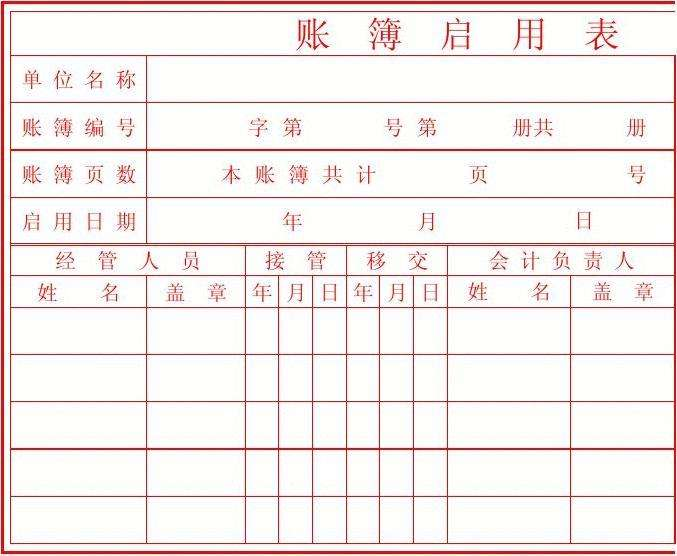 账簿启用表
单位名称
账簿编号 字第 号第 册共 册
账簿页数 本账簿共计 页 号
启用日期 年 月 日
经管人员 接管 移交 会计负责人
姓名 盖章 年 月 日 年 月 日 姓名 盖章